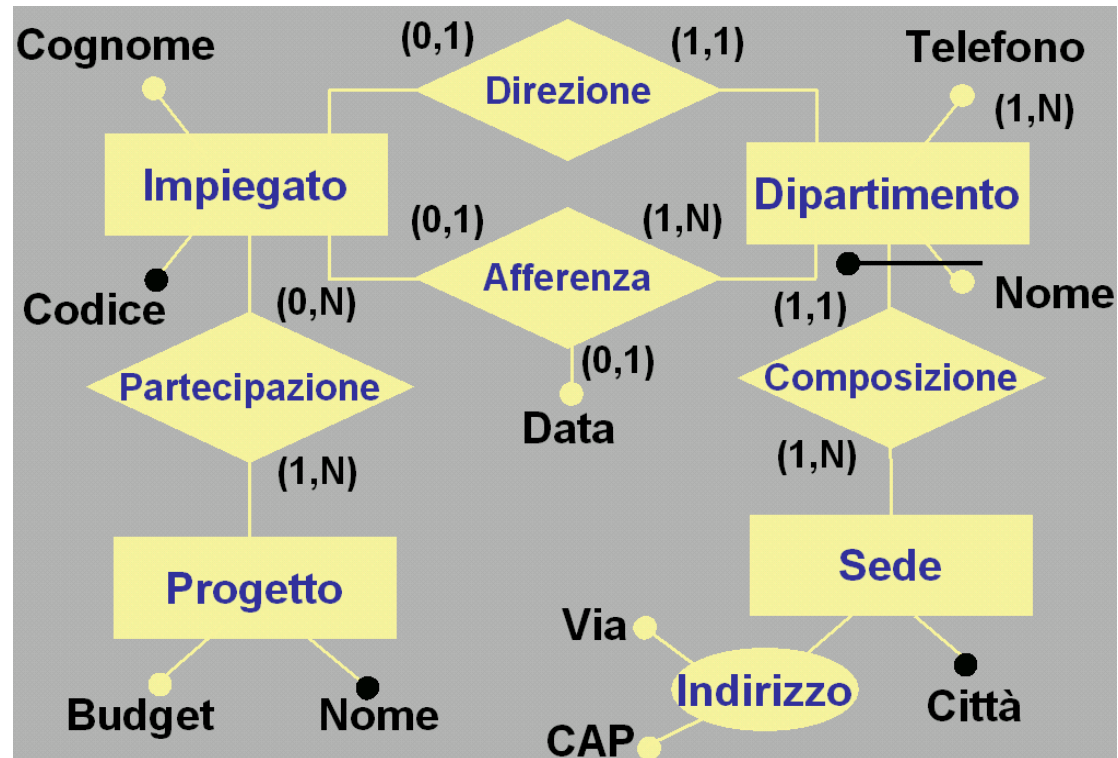 Cognome
(0,1)
(1,1)
Telefono
Direzione
(1,N)
Impiegato
Dipartimento
(0,1)
(1,N)
Afferenza
Codice
(0,N)
(1,1)
Nome
Partecipazione
(0,1)
Composizione
Data
(1,N)
(1,N)
Progetto
Sede
Via
Indirizzo
Città
Budget
Nome
CAP